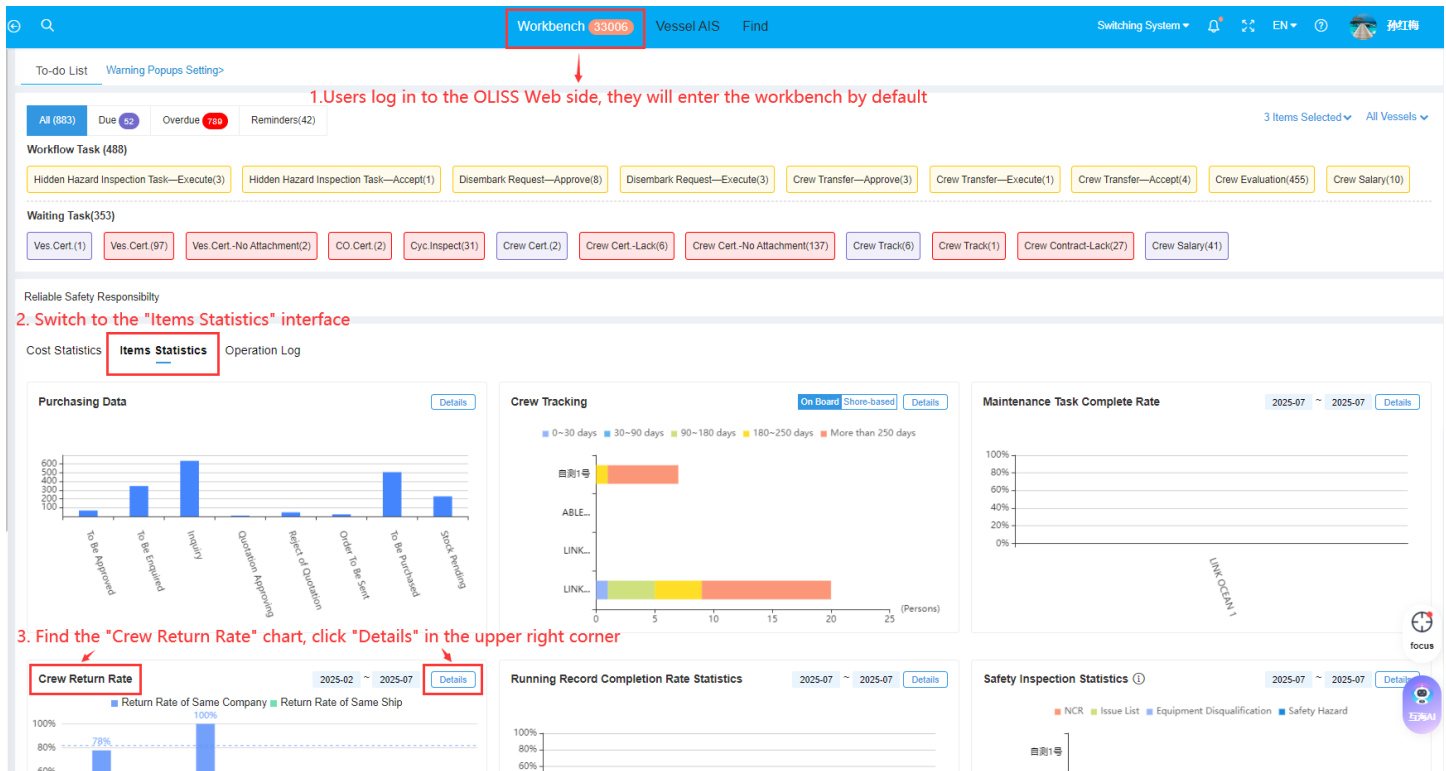 Workbench 33006 Vessel AIS Find Switching System EN 孙红梅
To-do List Warning Popups Setting>
1.Users log in to the OLISS Web side, they will enter the workbench by default
All (883) Due 52 Overdue 789 Reminders(42) 3 Items Selected All Vessels
Workflow Task (488)
Hidden Hazard Inspection Task—Execute(3) Hidden Hazard Inspection Task—Accept(1) Disembark Request—Approve(8) Disembark Request—Execute(3) Crew Transfer—Approve(3) Crew Transfer—Execute(1) Crew Transfer—Accept(4) Crew Evaluation(455) Crew Salary(10)
Waiting Task(353)
Ves.Cert.(1) Ves.Cert.(97) Ves.Cert.-No Attachment(2) CO.Cert.(2) Cyc.Inspect(31) Crew Cert.(2) Crew Cert.-Lack(6) Crew Cert.-No Attachment(137) Crew Track(6) Crew Track(1) Crew Contract-Lack(27) Crew Salary(41)
Reliable Safety Responsibilty
2. Switch to the "Items Statistics" interface
Cost Statistics Items Statistics Operation Log
Purchasing Data Details
600
500
400
300
200
100
To Be Approved
To Be Enquired
Inquiry
Quotation Approving
Reject of Quotation
Order To Be Sent
To Be Purchased
Stock Pending
Crew Tracking On Board Shore-based Details
0~30 days 30~90 days 90~180 days 180~250 days More than 250 days
自测1号
ABLE...
LINK...
LINK...
0 5 10 15 20 25 (Persons)
Maintenance Task Complete Rate 2025-07 ~ 2025-07 Details
100%
80%
60%
40%
20%
0%
LINK OCEAN 1
focus
3. Find the "Crew Return Rate" chart, click "Details" in the upper right corner
Crew Return Rate 2025-02 ~ 2025-07 Details
Return Rate of Same Company Return Rate of Same Ship
100%
100%
78%
80%
60%
Running Record Completion Rate Statistics 2025-07 ~ 2025-07 Details
100%
80%
60%
Safety Inspection Statistics 2025-07 ~ 2025-07 Details
NCR Issue List Equipment Disqualification Safety Hazard
自测1号
互海AI